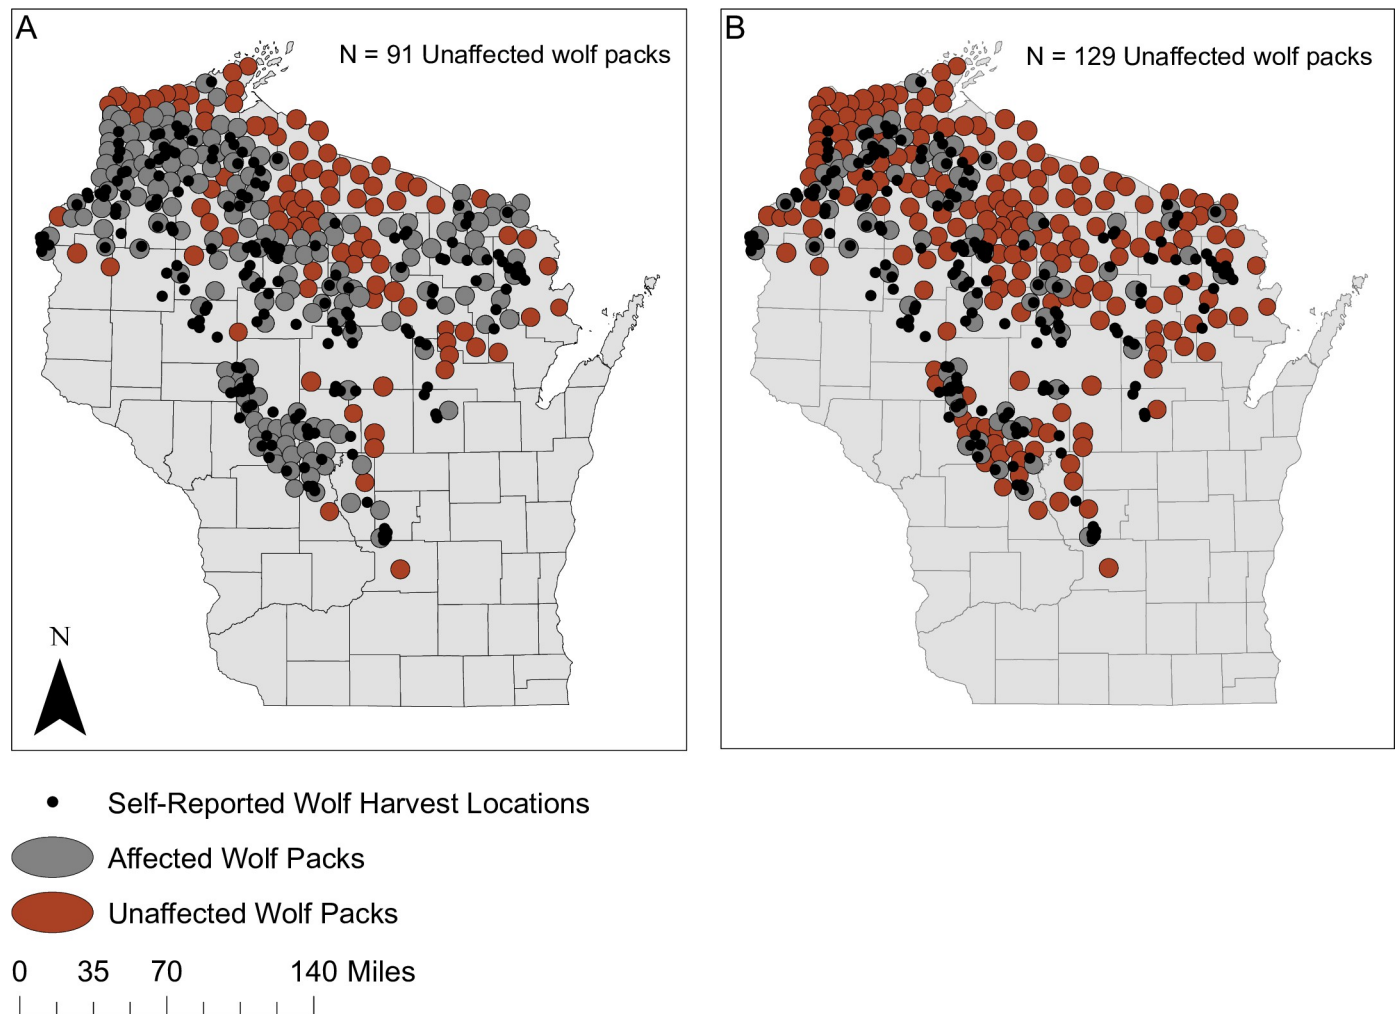 A
N = 91 Unaffected wolf packs
B
N = 129 Unaffected wolf packs
N
Self-Reported Wolf Harvest Locations
Affected Wolf Packs
Unaffected Wolf Packs
0 35 70 140 Miles